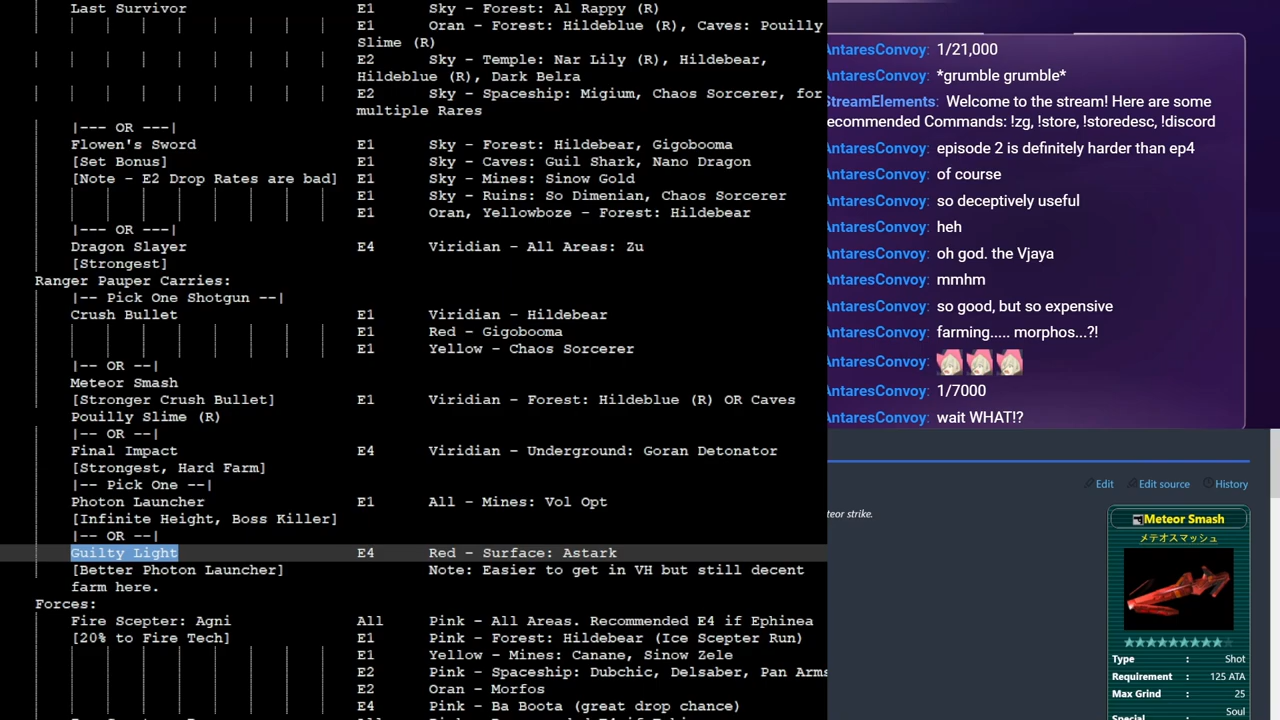 Last Survivor E1 Sky - Forest: Al Rappy (R)
E1 Oran - Forest: Hildeblue (R), Caves: Pouilly
Slime (R)
E2 Sky - Temple: Nar Lily (R), Hildebear,
Hildeblue (R), Dark Belra
E2 Sky - Spaceship: Migium, Chaos Sorcerer, for
multiple Rares
|--- OR ---|
Flowen's Sword E1 Sky - Forest: Hildebear, Gigobooma
[Set Bonus] E1 Sky - Caves: Guil Shark, Nano Dragon
[Note - E2 Drop Rates are bad] E1 Sky - Mines: Sinow Gold
E1 Sky - Ruins: So Dimenian, Chaos Sorcerer
E1 Oran, Yellowboze - Forest: Hildebear
|--- OR ---|
Dragon Slayer E4 Viridian - All Areas: Zu
[Strongest]
Ranger Pauper Carries:
|-- Pick One Shotgun --|
Crush Bullet E1 Viridian - Hildebear
E1 Red - Gigobooma
E1 Yellow - Chaos Sorcerer
|-- OR --|
Meteor Smash
[Stronger Crush Bullet] E1 Viridian - Forest: Hildeblue (R) OR Caves
Pouilly Slime (R)
|-- OR --|
Final Impact E4 Viridian - Underground: Goran Detonator
[Strongest, Hard Farm]
|-- Pick One --|
Photon Launcher E1 All - Mines: Vol Opt
[Infinite Height, Boss Killer]
|-- OR --|
Guilty Light E4 Red - Surface: Astark
[Better Photon Launcher] Note: Easier to get in VH but still decent
farm here.
Forces:
Fire Scepter: Agni All Pink - All Areas. Recommended E4 if Ephinea
[20% to Fire Tech] E1 Pink - Forest: Hildebear (Ice Scepter Run)
E1 Yellow - Mines: Canane, Sinow Zele
E2 Pink - Spaceship: Dubchic, Delsaber, Pan Arms
E2 Oran - Morfos
E4 Pink - Ba Boota (great drop chance)
AntaresConvoy: 1/21,000
AntaresConvoy: *grumble grumble*
StreamElements: Welcome to the stream! Here are some
recommended Commands: !zg, !store, !storedesc, !discord
AntaresConvoy: episode 2 is definitely harder than ep4
AntaresConvoy: of course
AntaresConvoy: so deceptively useful
AntaresConvoy: heh
AntaresConvoy: oh god. the Vjaya
AntaresConvoy: mmhm
AntaresConvoy: so good, but so expensive
AntaresConvoy: farming..... morphos...?!
AntaresConvoy:
AntaresConvoy: 1/7000
AntaresConvoy: wait WHAT!?
Edit Edit source History
teor strike.
Meteor Smash
メテオスマッシュ
Type : Shot
Requirement : 125 ATA
Max Grind : 25
Special : Soul